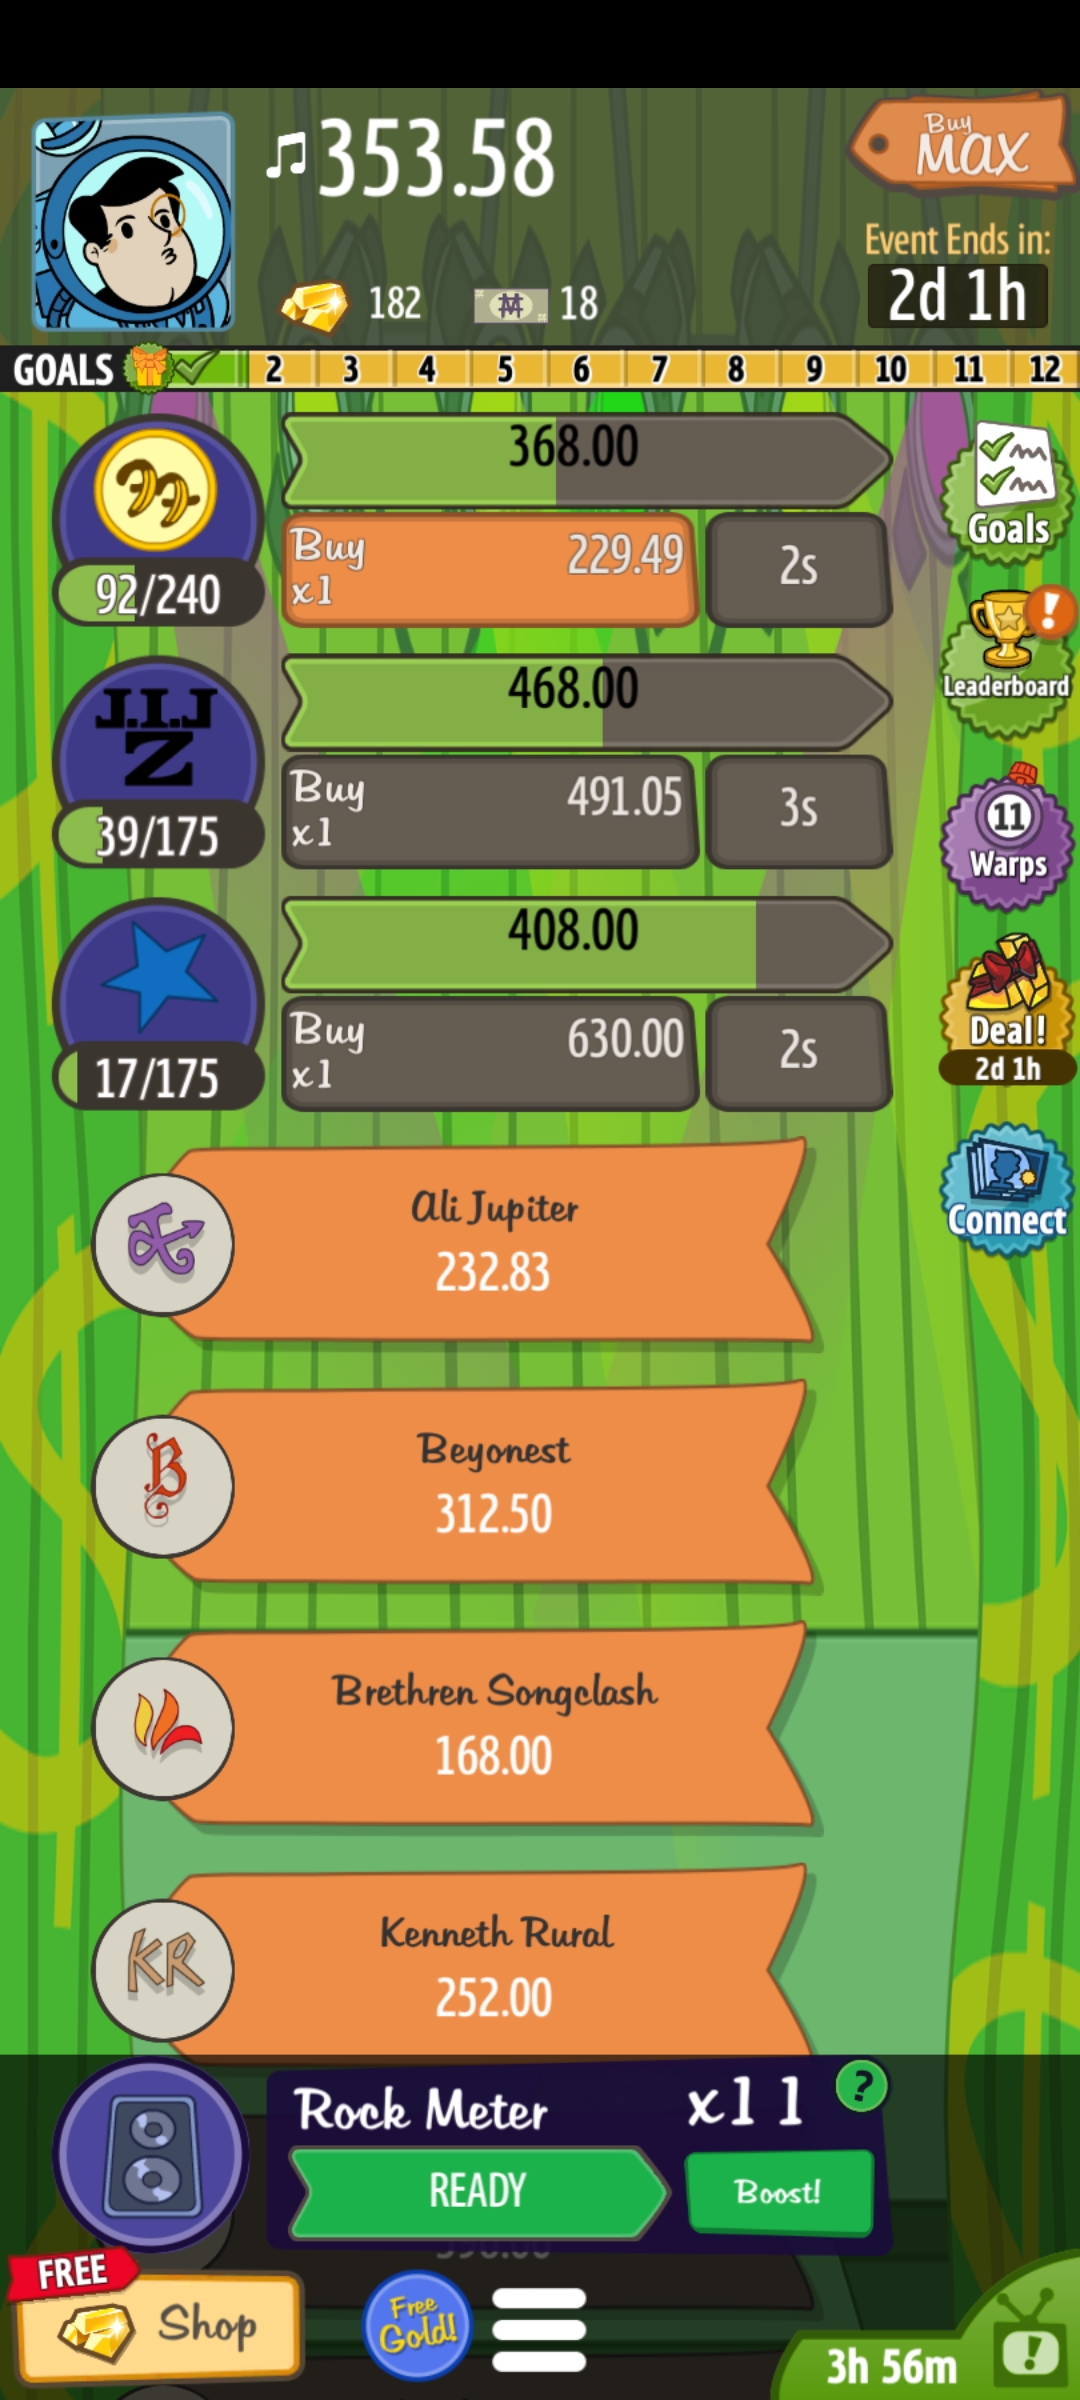 353.58
Buy
MAX
182
18
Event Ends in:
2d 1h
GOALS 2 3 4 5 6 7 8 9 10 11 12
368.00
92/240
Buy
x1
229.49
2s
Goals
J.I.J
Z
468.00
39/175
Buy
x1
491.05
3s
!
Leaderboard
11
Warps
408.00
17/175
Buy
x1
630.00
2s
Deal!
2d 1h
Connect
Ali Jupiter
232.83
B
Beyonest
312.50
Brethren Songclash
168.00
KR
Kenneth Rural
252.00
Rock Meter
x11
?
READY
Boost!
FREE
Shop
Free
Gold!
3h 56m
!